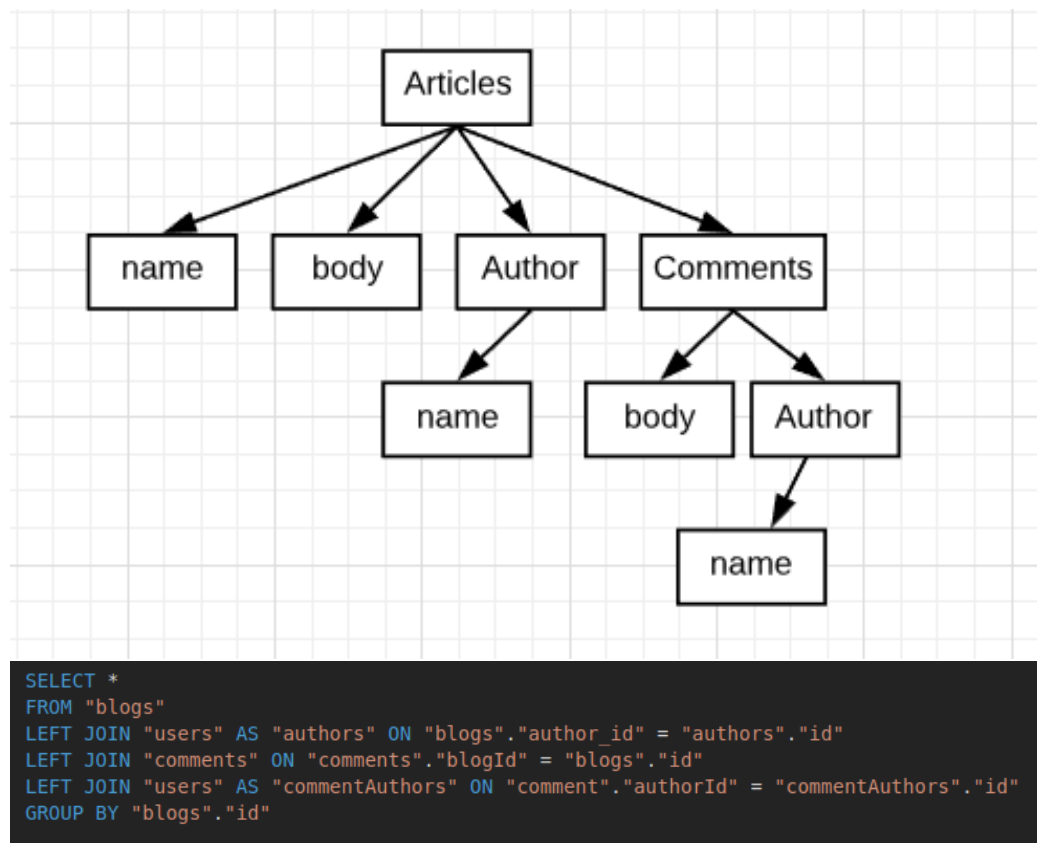 Articles
name
body
Author
Comments
name
body
Author
name
SELECT *
FROM "blogs"
LEFT JOIN "users" AS "authors" ON "blogs"."author_id" = "authors"."id"
LEFT JOIN "comments" ON "comments"."blogId" = "blogs"."id"
LEFT JOIN "users" AS "commentAuthors" ON "comment"."authorId" = "commentAuthors"."id"
GROUP BY "blogs"."id"